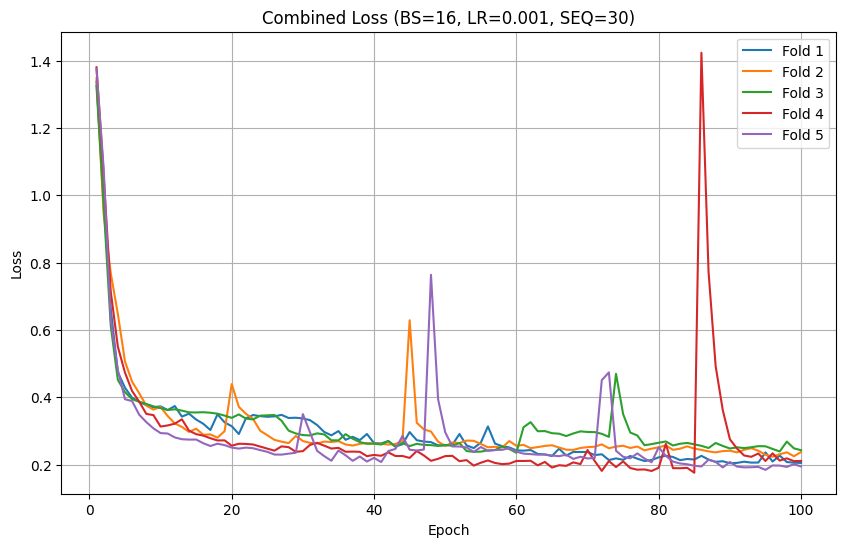 Combined Loss (BS=16, LR=0.001, SEQ=30)
Fold 1
Fold 2
Fold 3
Fold 4
Fold 5
1.4
1.2
1.0
0.8
0.6
0.4
0.2
Loss
0 20 40 60 80 100
Epoch